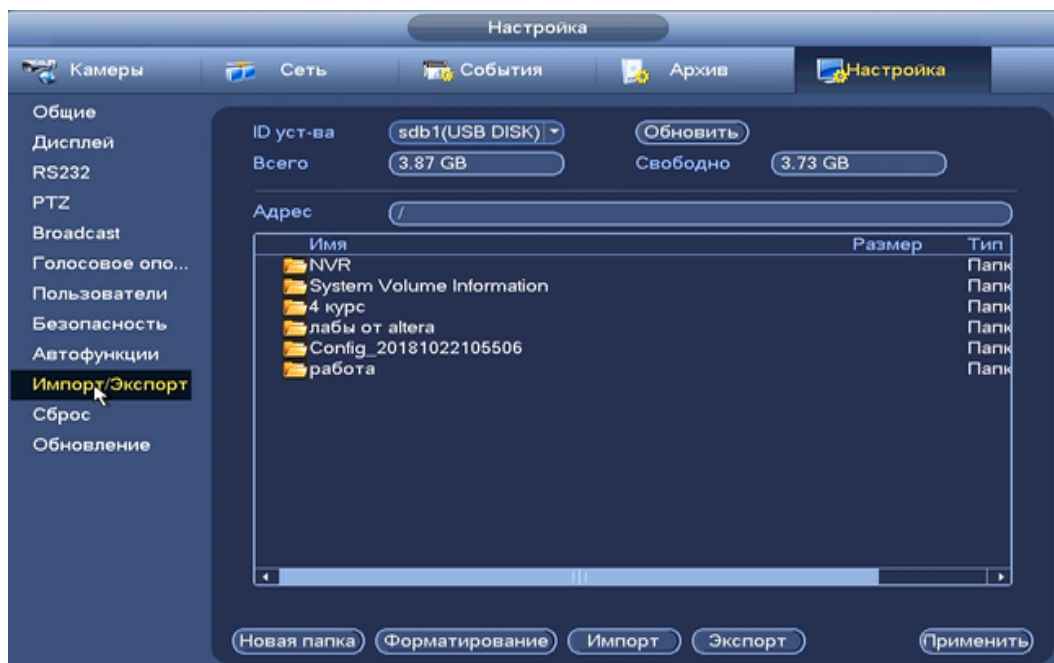 Настройка
Камеры Сеть События Архив Настройка
Общие
Дисплей
RS232
PTZ
Broadcast
Голосовое опо...
Пользователи
Безопасность
Автофункции
Импорт/Экспорт
Сброс
Обновление
ID уст-ва sdb1(USB DISK) Обновить
Всего 3.87 GB Свободно 3.73 GB
Адрес /
Имя Размер Тип
NVR Папк
System Volume Information Папк
4 курс Папк
лабы от altera Папк
Config_20181022105506 Папк
работа Папк
Новая папка Форматирование Импорт Экспорт Применить